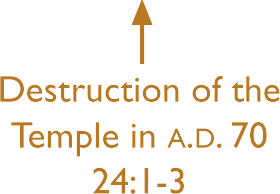 Destruction of the
Temple in A.D. 70
24:1-3